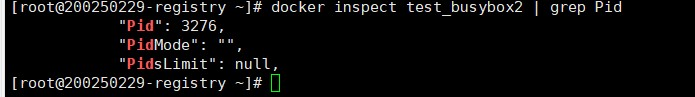 [root@200250229-registry ~]# docker inspect test_busybox2 | grep Pid
"Pid": 3276,
"PidMode": "",
"PidsLimit": null,
[root@200250229-registry ~]#